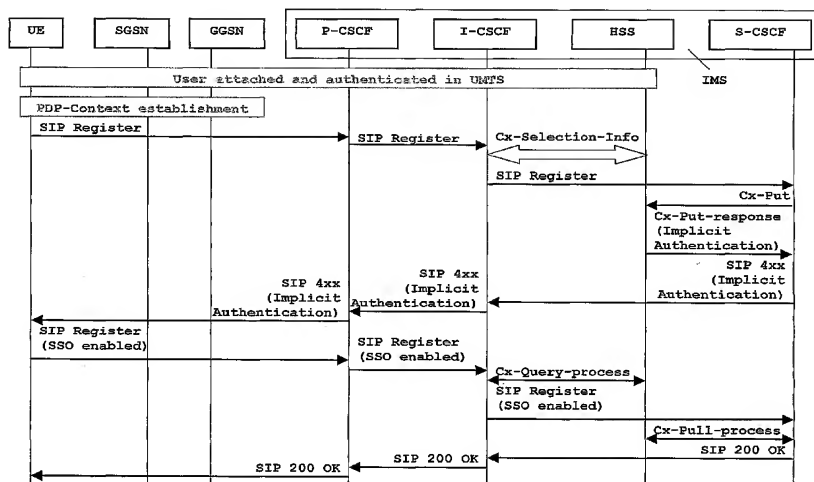 UE
SGSN
GGSN
P-CSCF
I-CSCF
HSS
S-CSCF
User attached and authenticated in UMTS
IMS
PDP-Context establishment
SIP Register
SIP Register
Cx-Selection-Info
SIP Register
Cx-Put
Cx-Put-response
(Implicit
Authentication)
SIP 4xx
(Implicit
Authentication)
SIP 4xx
(Implicit
Authentication)
SIP 4xx
(Implicit
Authentication)
SIP Register
(SSO enabled)
SIP Register
(SSO enabled)
Cx-Query-process
SIP Register
(SSO enabled)
Cx-Pull-process
SIP 200 OK
SIP 200 OK
SIP 200 OK